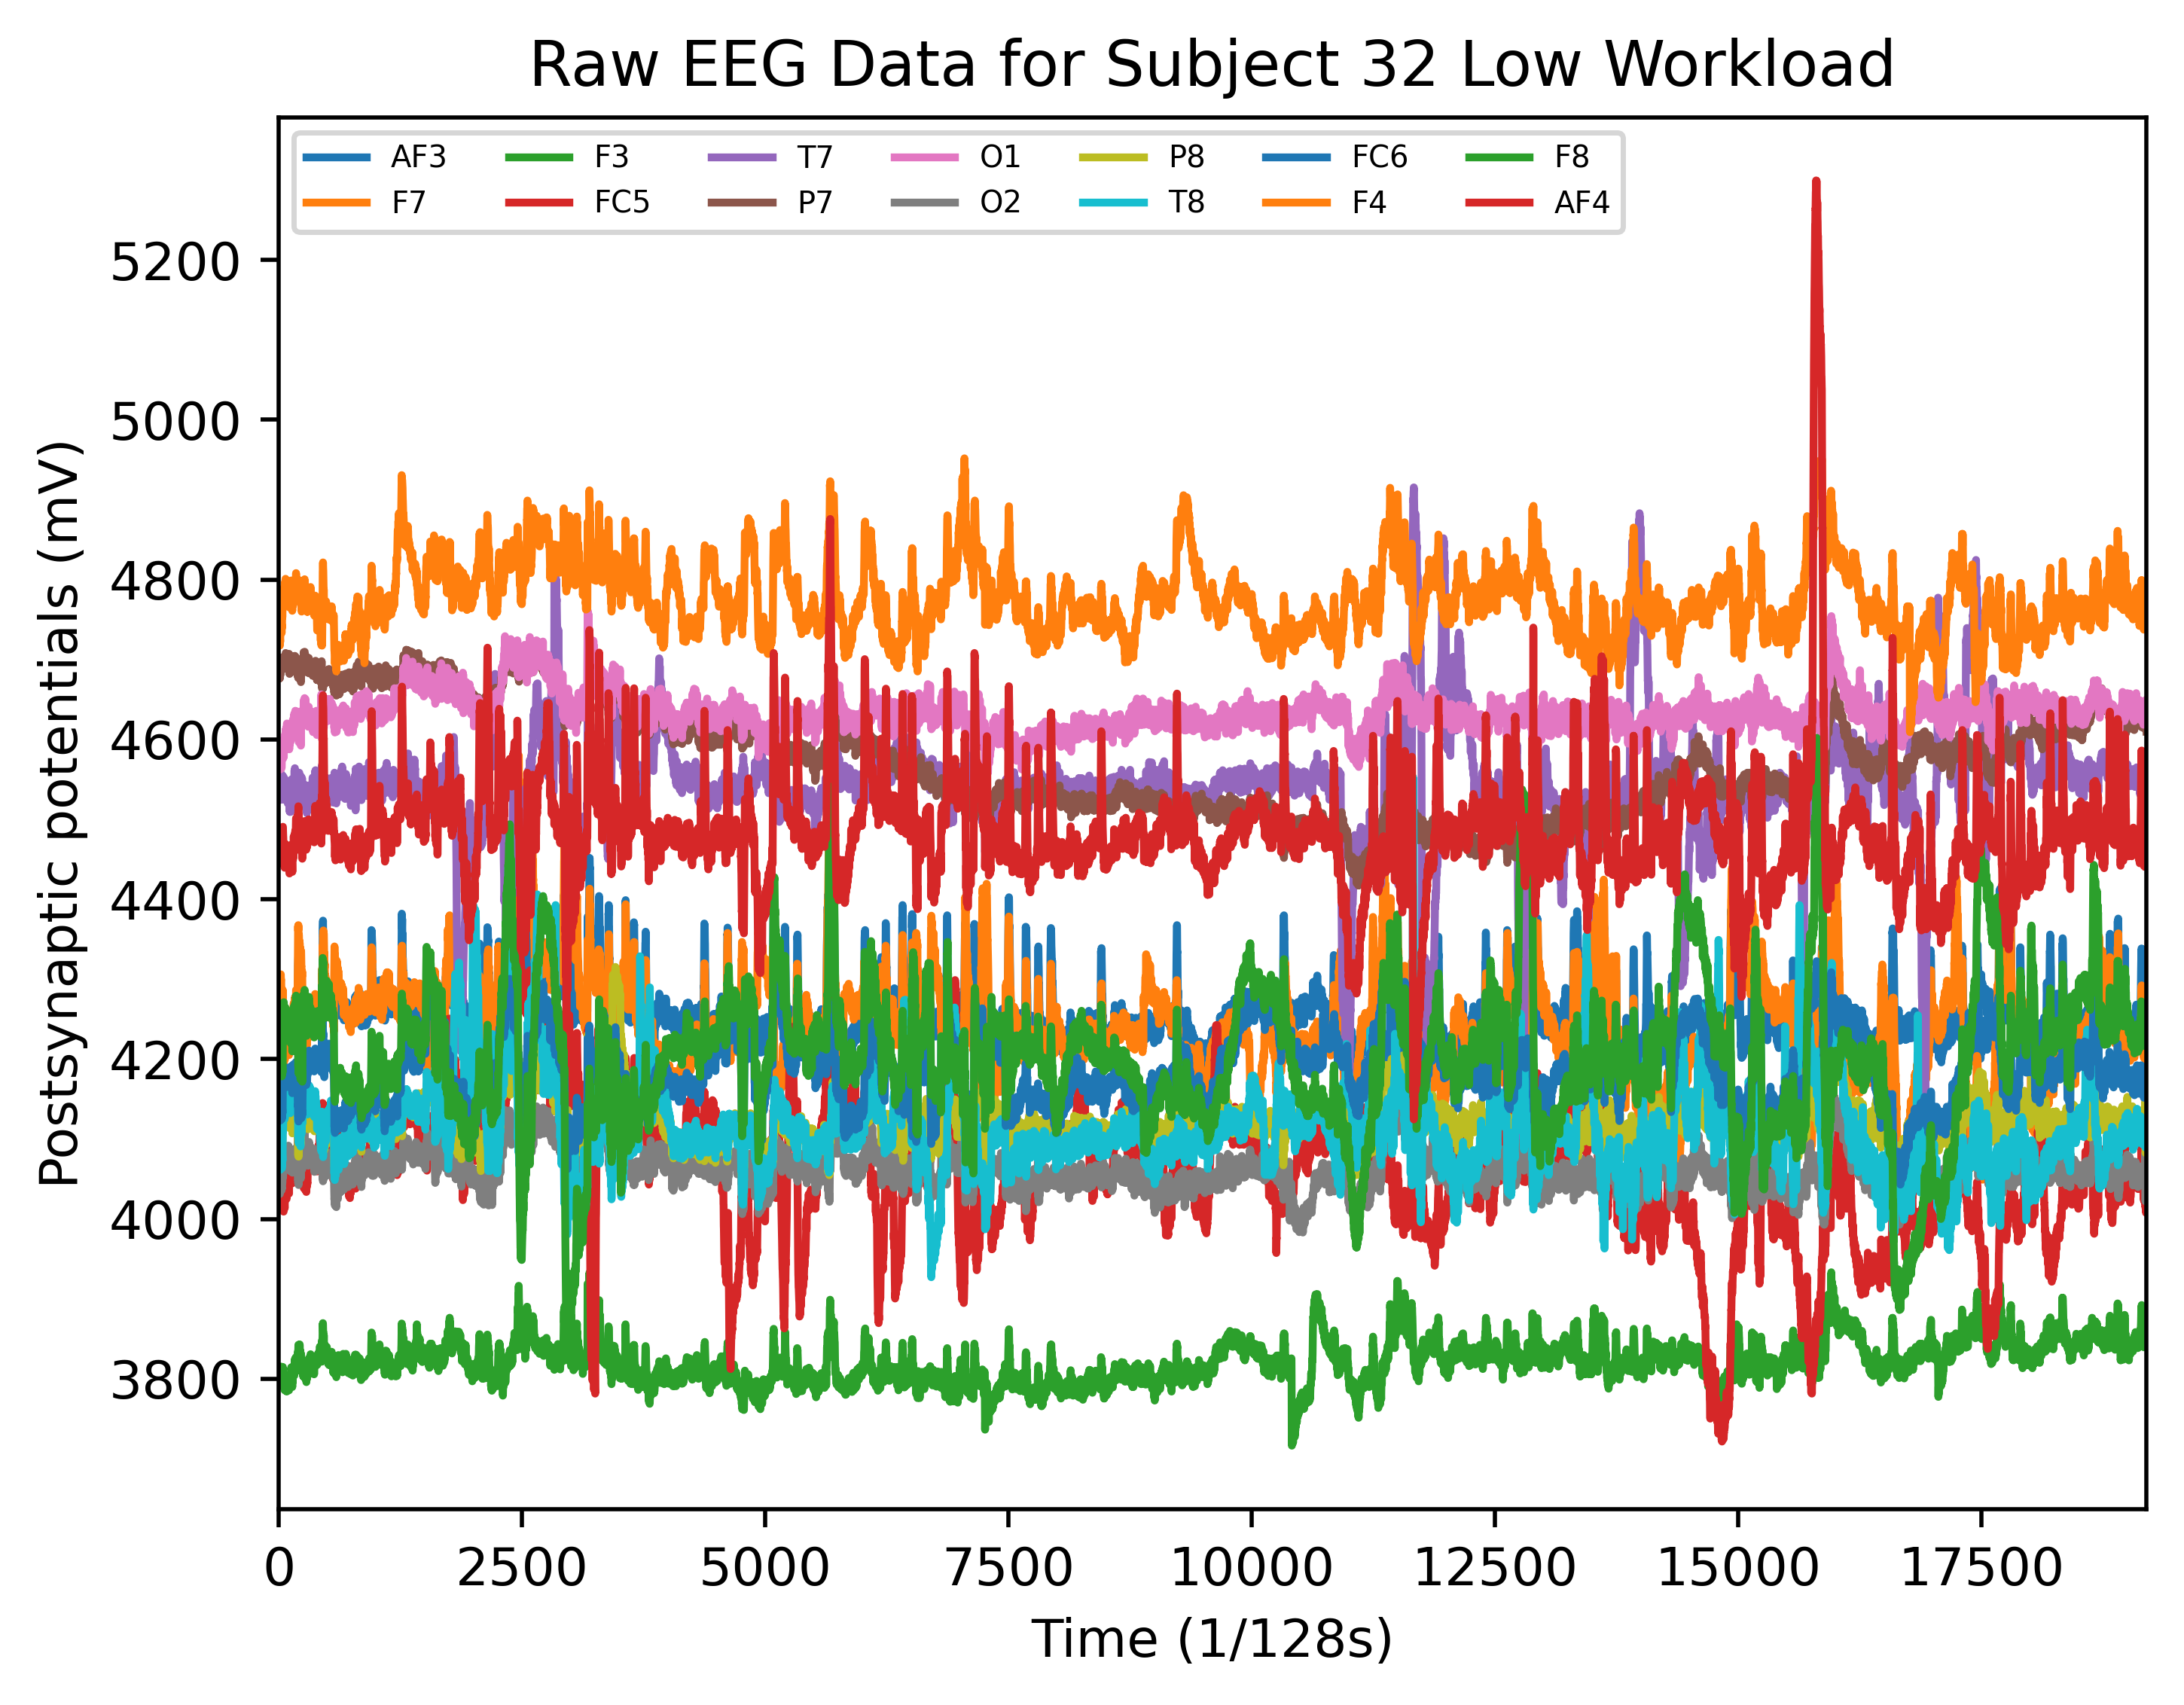 Raw EEG Data for Subject 32 Low Workload
AF3 F3 T7 O1 P8 FC6 F8
F7 FC5 P7 O2 T8 F4 AF4
Postsynaptic potentials (mV)
5200
5000
4800
4600
4400
4200
4000
3800
0 2500 5000 7500 10000 12500 15000 17500
Time (1/128s)